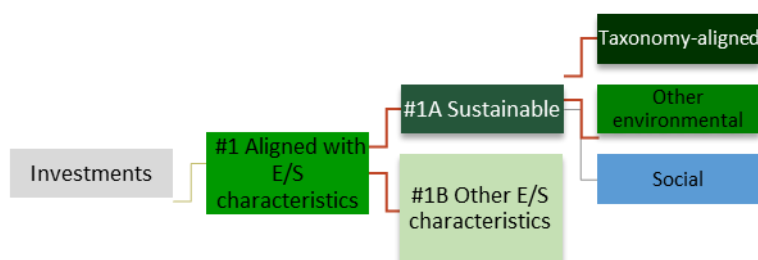 Investments
#1 Aligned with
E/S
characteristics
#1A Sustainable
#1B Other E/S
characteristics
Taxonomy-aligned
Other
environmental
Social